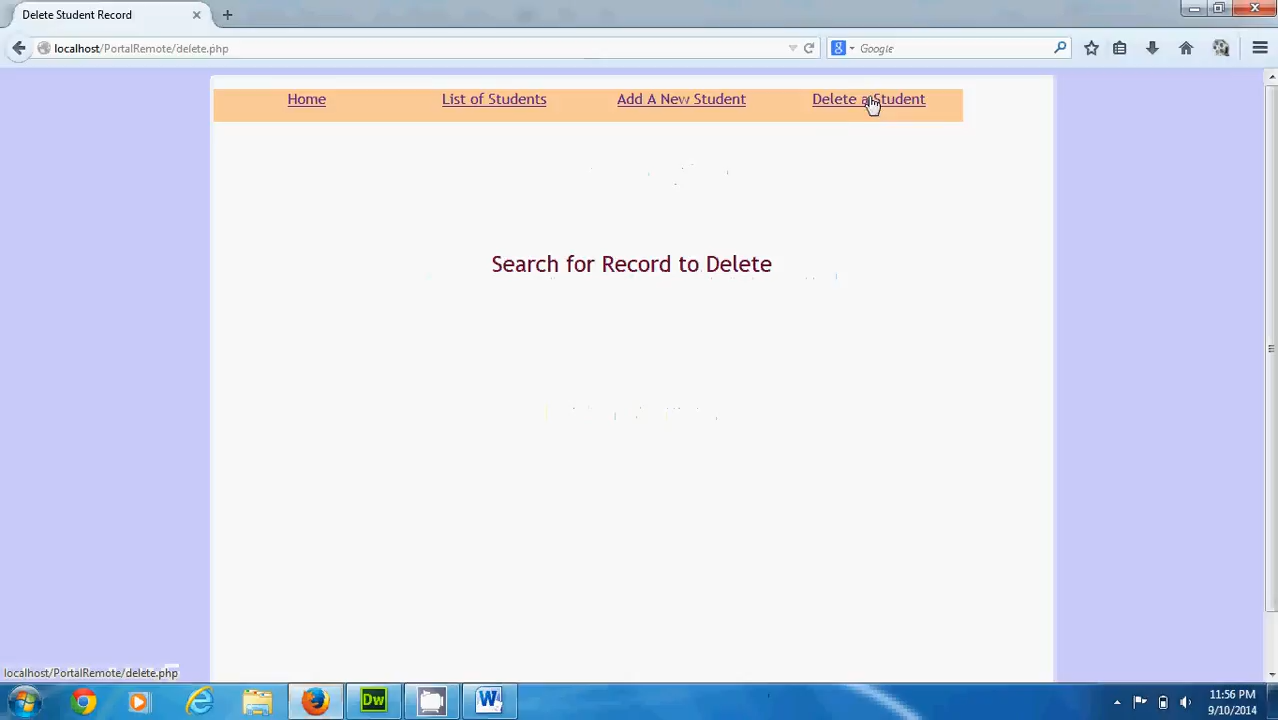 Delete Student Record
localhost/PortalRemote/delete.php
Google
Home List of Students Add A New Student Delete a Student
Search for Record to Delete
localhost/PortalRemote/delete.php
11:56 PM
9/10/2014